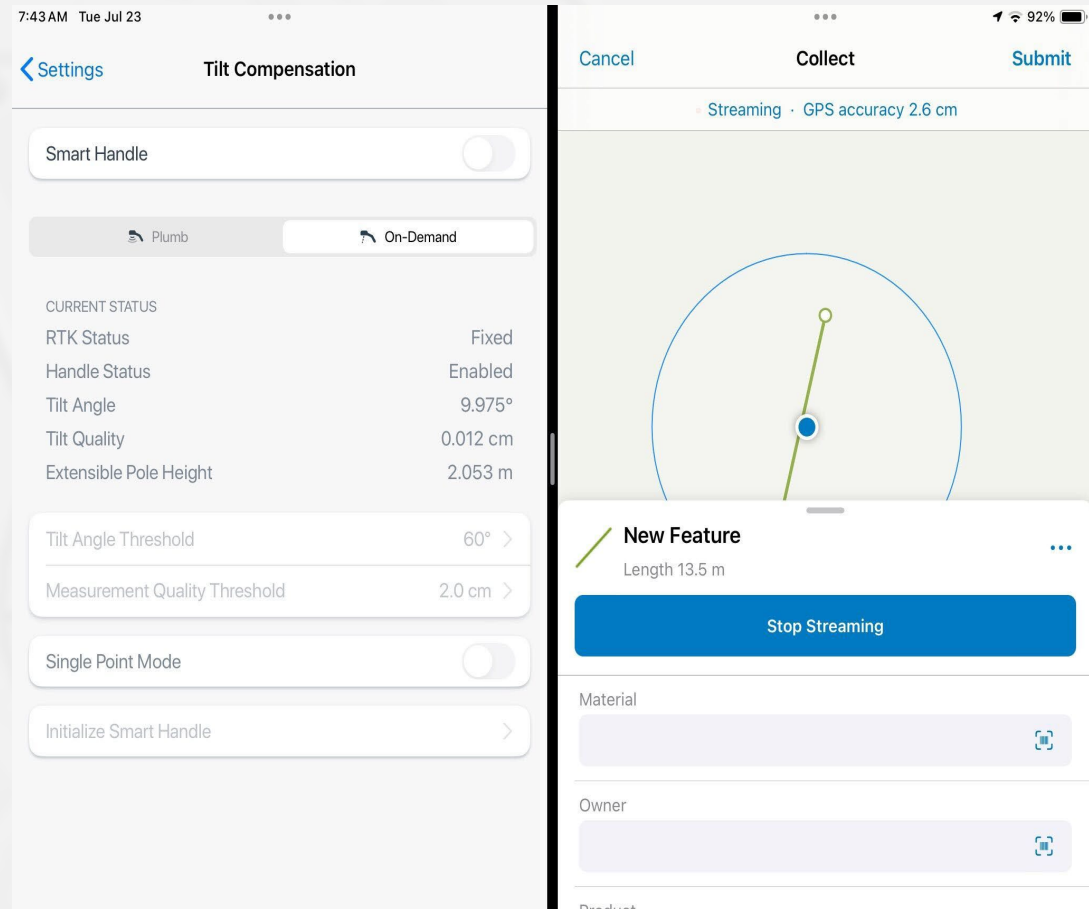 7:43 AM Tue Jul 23
Settings
Tilt Compensation
Smart Handle
Plumb
On-Demand
CURRENT STATUS
RTK Status Fixed
Handle Status Enabled
Tilt Angle 9.975°
Tilt Quality 0.012 cm
Extensible Pole Height 2.053 m
Tilt Angle Threshold 60°
Measurement Quality Threshold 2.0 cm
Single Point Mode
Initialize Smart Handle
92%
Cancel
Collect
Submit
Streaming · GPS accuracy 2.6 cm
New Feature
Length 13.5 m
Stop Streaming
Material
Owner
Product